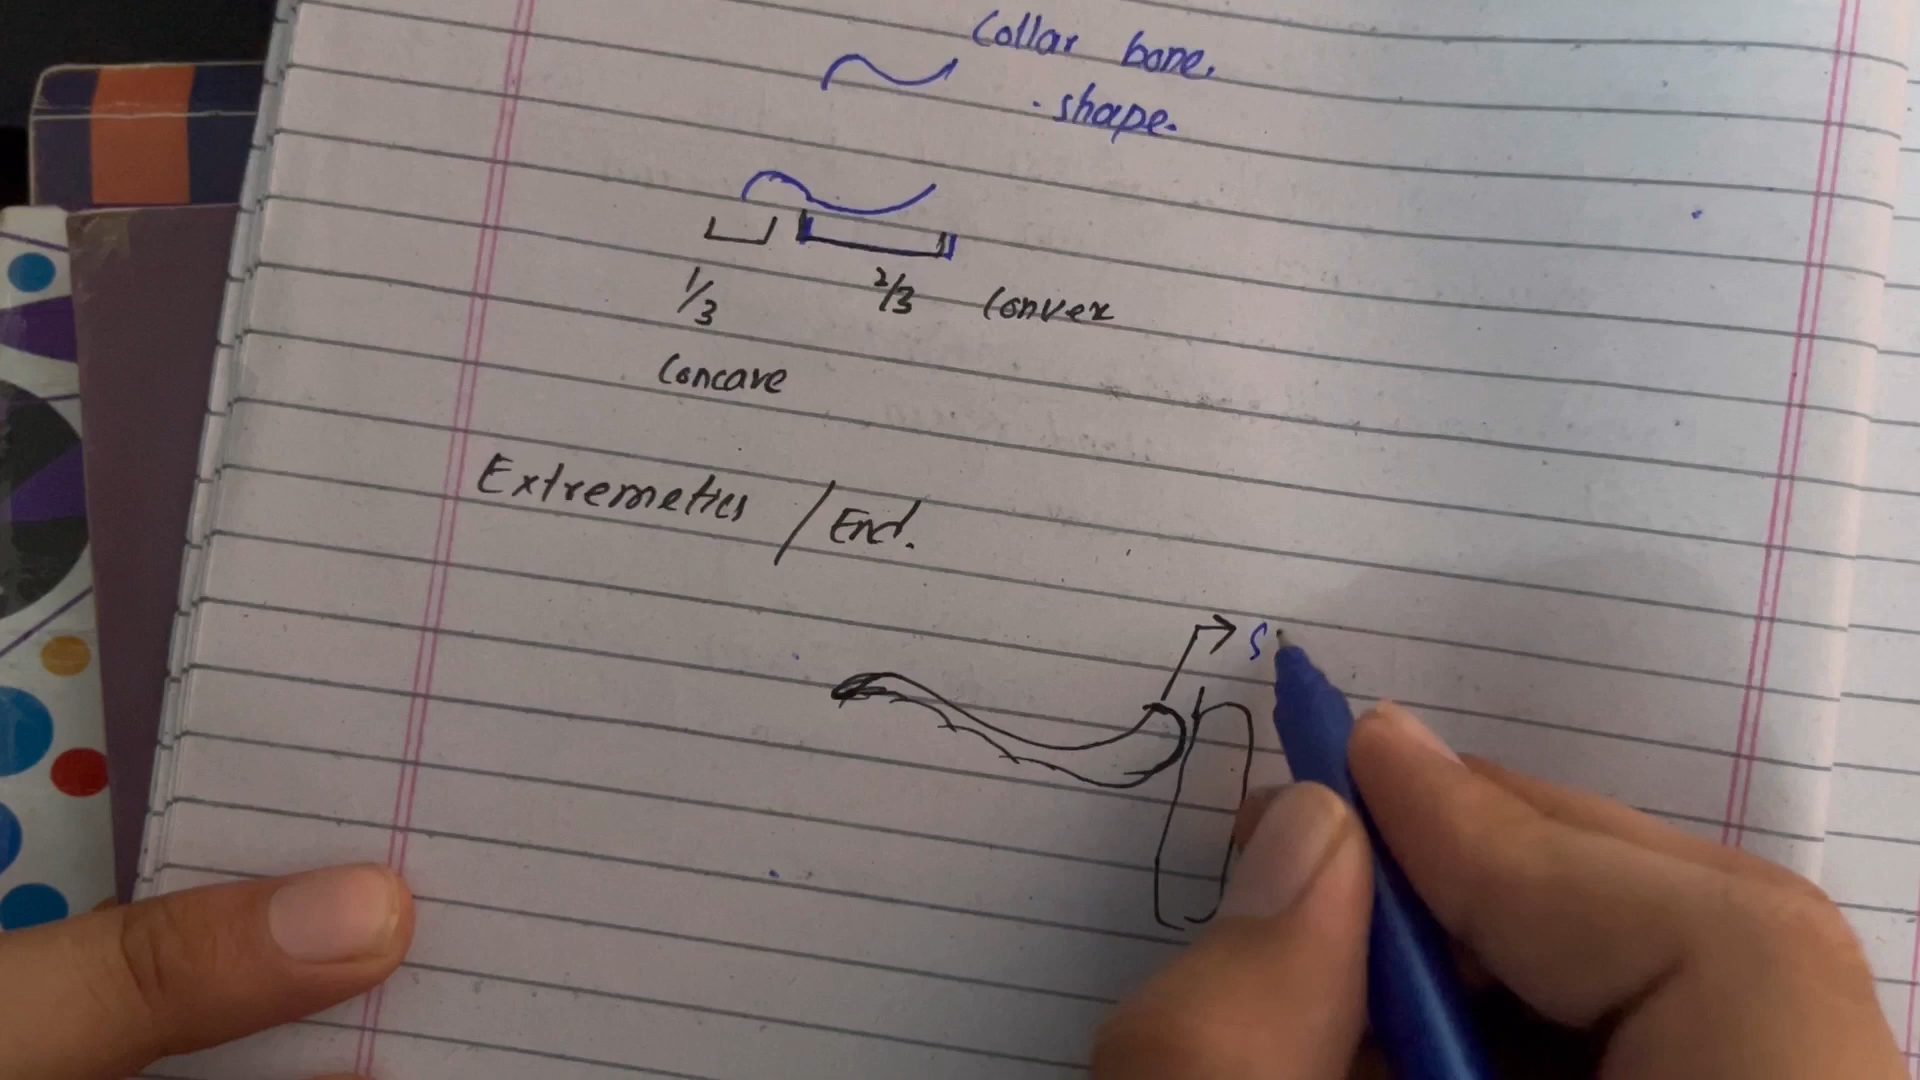 Collar bone.
. shape.
1/3 2/3 Convex
Concave
Extremeties / End.
S